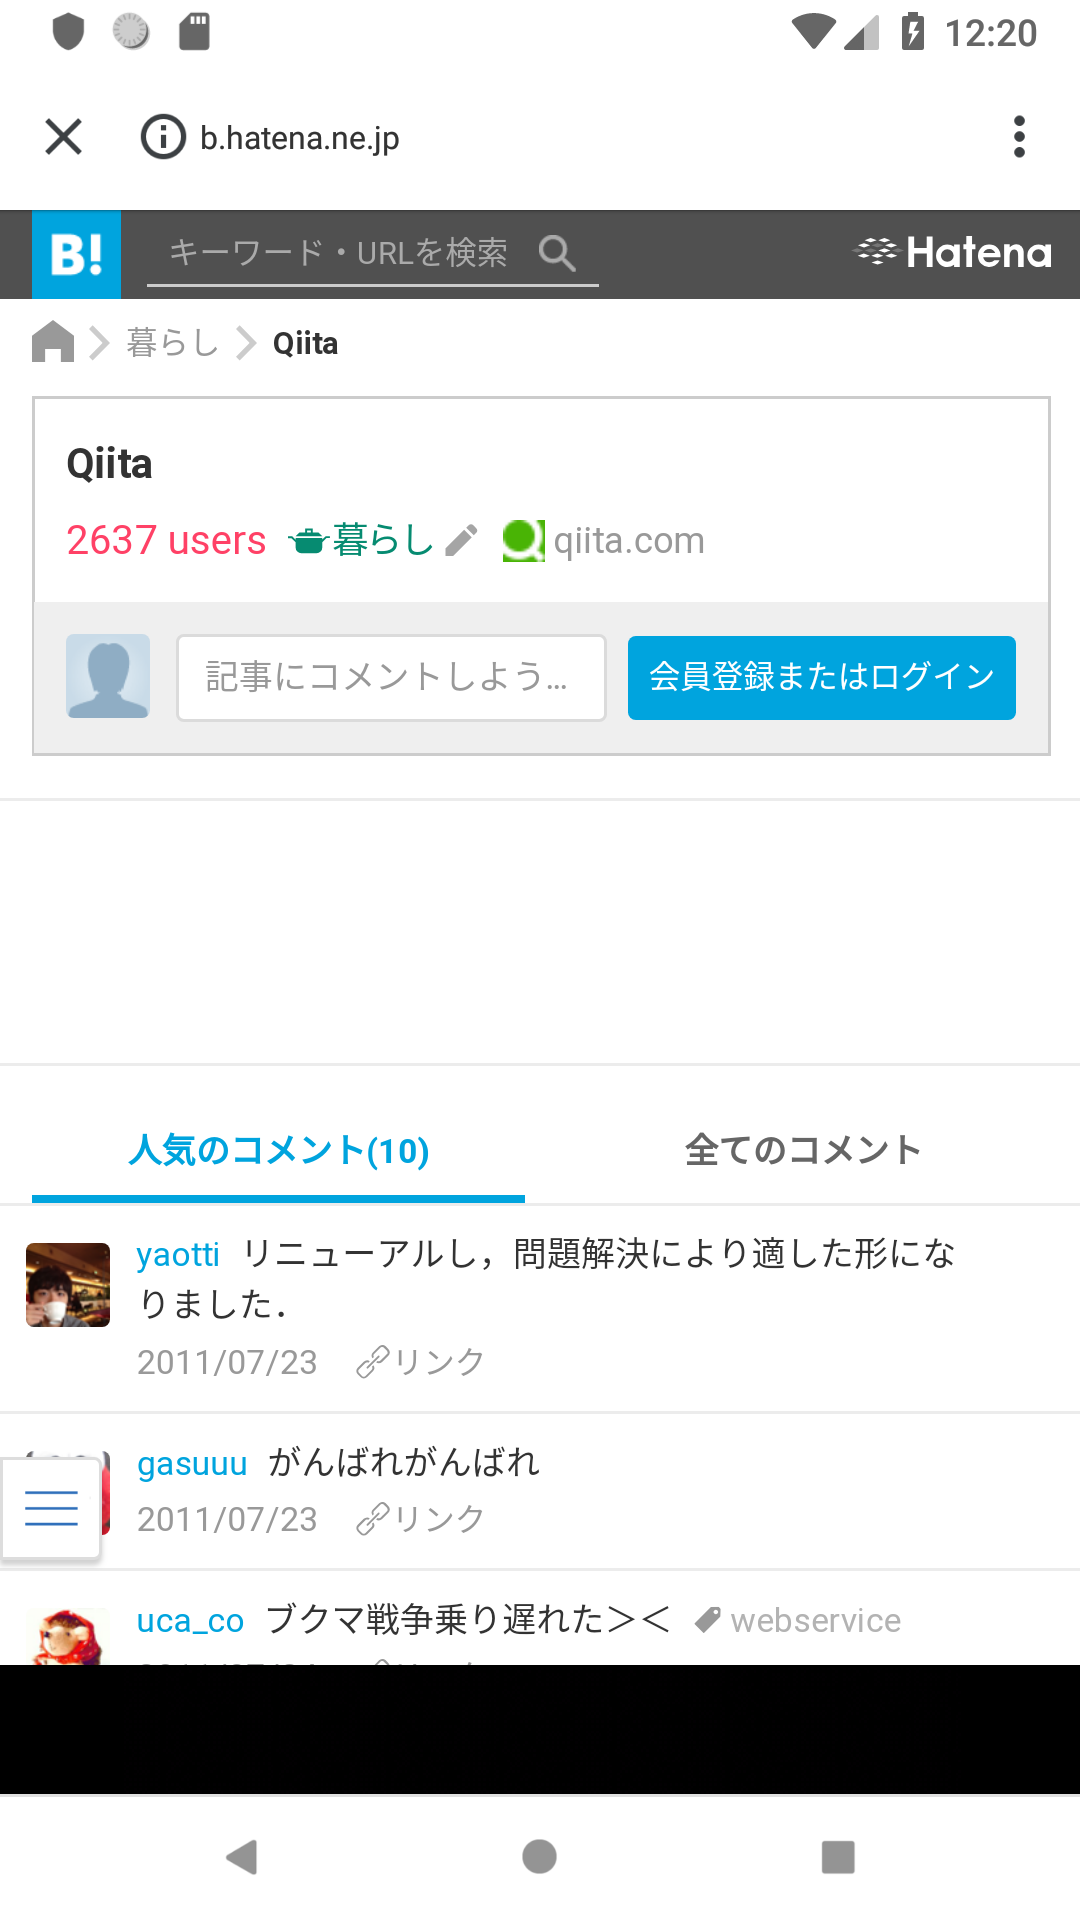 12:20
b.hatena.ne.jp
B!
キーワード・URLを検索
Hatena
暮らし
Qiita
Qiita
2637 users 暮らし qiita.com
記事にコメントしよう...
会員登録またはログイン
人気のコメント(10)
全てのコメント
yaotti リニューアルし，問題解決により適した形にな
りました．
2011/07/23 リンク
gasuuu がんばれがんばれ
2011/07/23 リンク
uca_co ブクマ戦争乗り遅れた＞＜ webservice